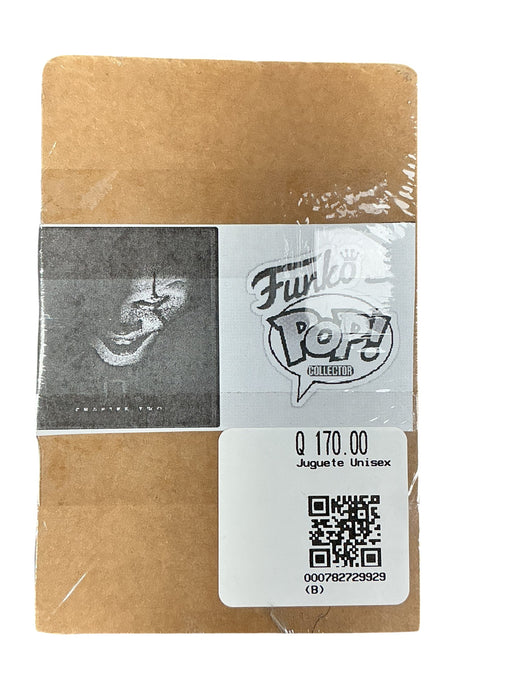 Funko
POP!
COLLECTOR
CHAPTER TWO
Q 170.00
Juguete Unisex
000782729929
(B)